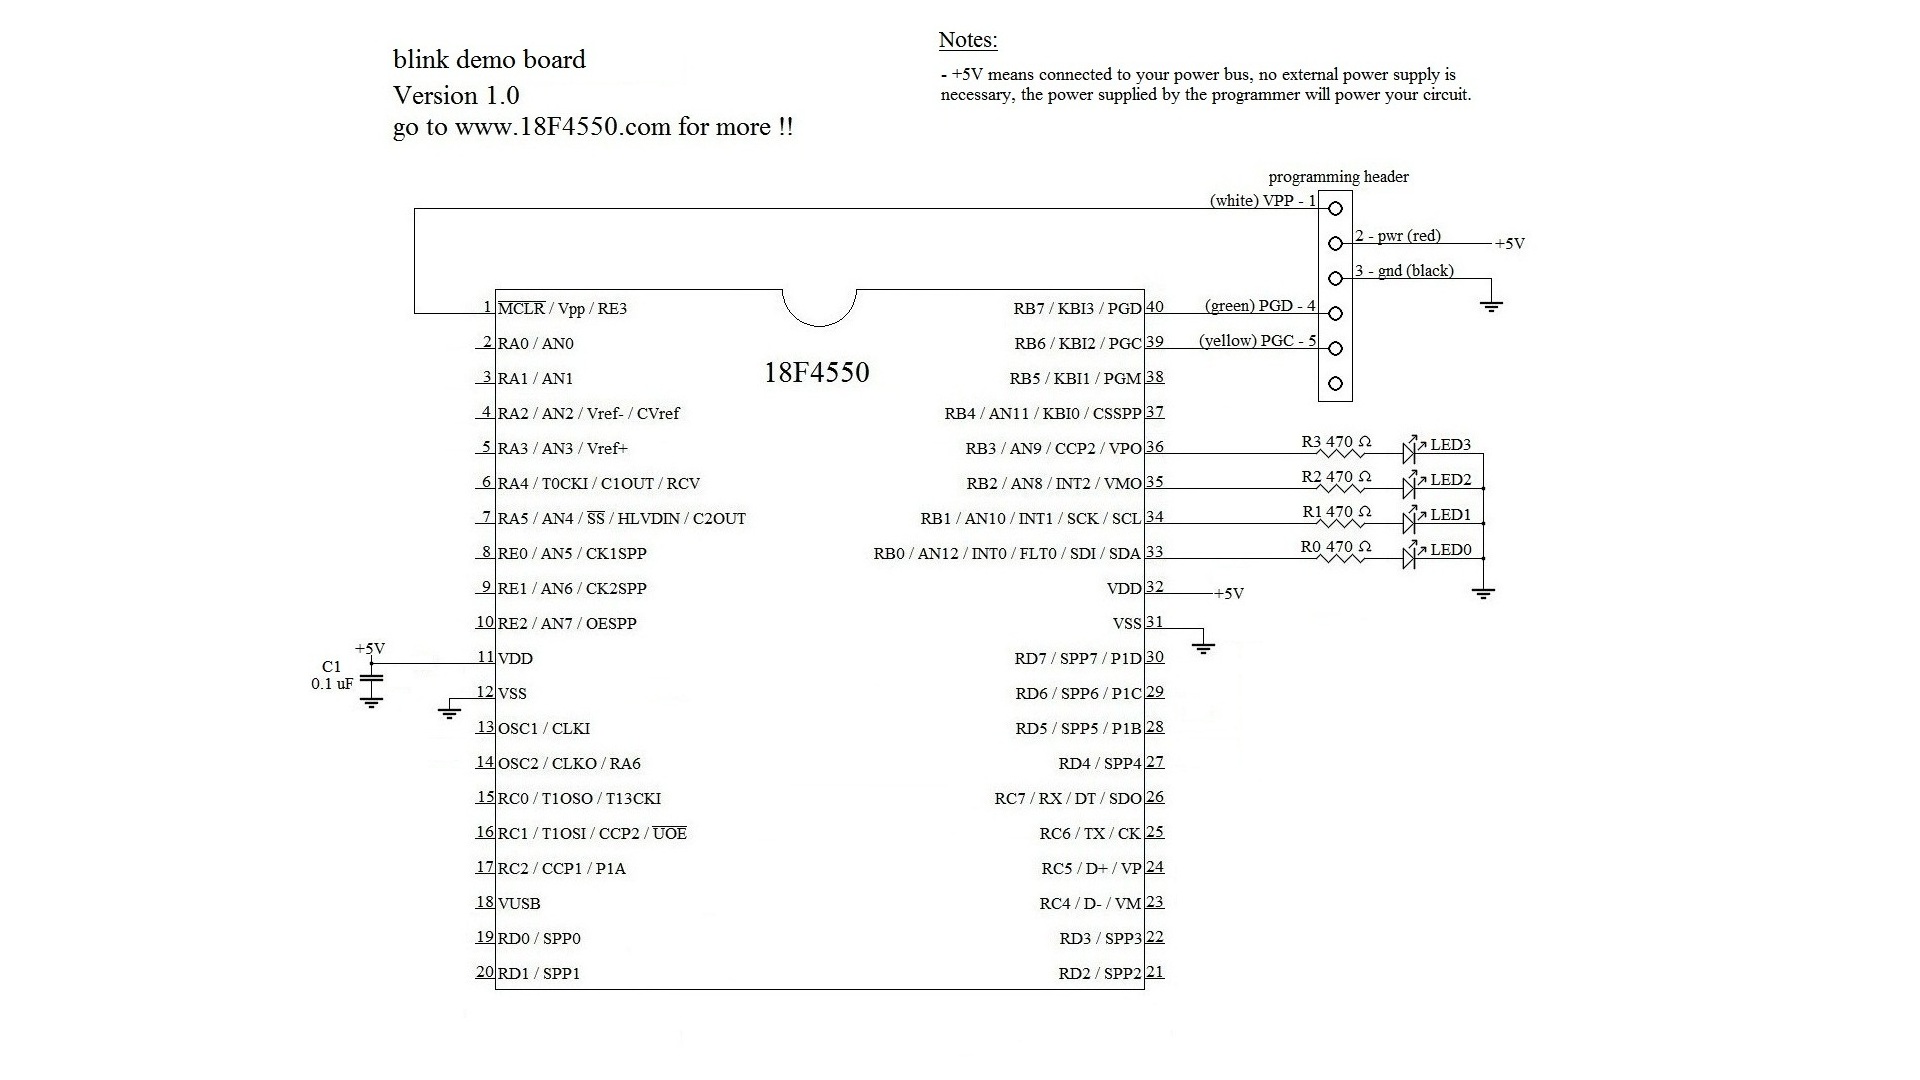 blink demo board
Version 1.0
go to www.18F4550.com for more !!
Notes:
- +5V means connected to your power bus, no external power supply is
necessary, the power supplied by the programmer will power your circuit.
programming header
(white) VPP - 1
2 - pwr (red)
+5V
3 - gnd (black)
(green) PGD - 4
(yellow) PGC - 5
18F4550
1 MCLR / Vpp / RE3
2 RA0 / AN0
3 RA1 / AN1
4 RA2 / AN2 / Vref- / CVref
5 RA3 / AN3 / Vref+
6 RA4 / T0CKI / C1OUT / RCV
7 RA5 / AN4 / SS / HLVDIN / C2OUT
8 RE0 / AN5 / CK1SPP
9 RE1 / AN6 / CK2SPP
10 RE2 / AN7 / OESPP
11 VDD
12 VSS
13 OSC1 / CLKI
14 OSC2 / CLKO / RA6
15 RC0 / T1OSO / T13CKI
16 RC1 / T1OSI / CCP2 / UOE
17 RC2 / CCP1 / P1A
18 VUSB
19 RD0 / SPP0
20 RD1 / SPP1
+5V
C1
0.1 uF
RB7 / KBI3 / PGD 40
RB6 / KBI2 / PGC 39
RB5 / KBI1 / PGM 38
RB4 / AN11 / KBI0 / CSSPP 37
RB3 / AN9 / CCP2 / VPO 36
RB2 / AN8 / INT2 / VMO 35
RB1 / AN10 / INT1 / SCK / SCL 34
RB0 / AN12 / INT0 / FLT0 / SDI / SDA 33
VDD 32
+5V
VSS 31
RD7 / SPP7 / P1D 30
RD6 / SPP6 / P1C 29
RD5 / SPP5 / P1B 28
RD4 / SPP4 27
RC7 / RX / DT / SDO 26
RC6 / TX / CK 25
RC5 / D+ / VP 24
RC4 / D- / VM 23
RD3 / SPP3 22
RD2 / SPP2 21
R3 470 Ω LED3
R2 470 Ω LED2
R1 470 Ω LED1
R0 470 Ω LED0